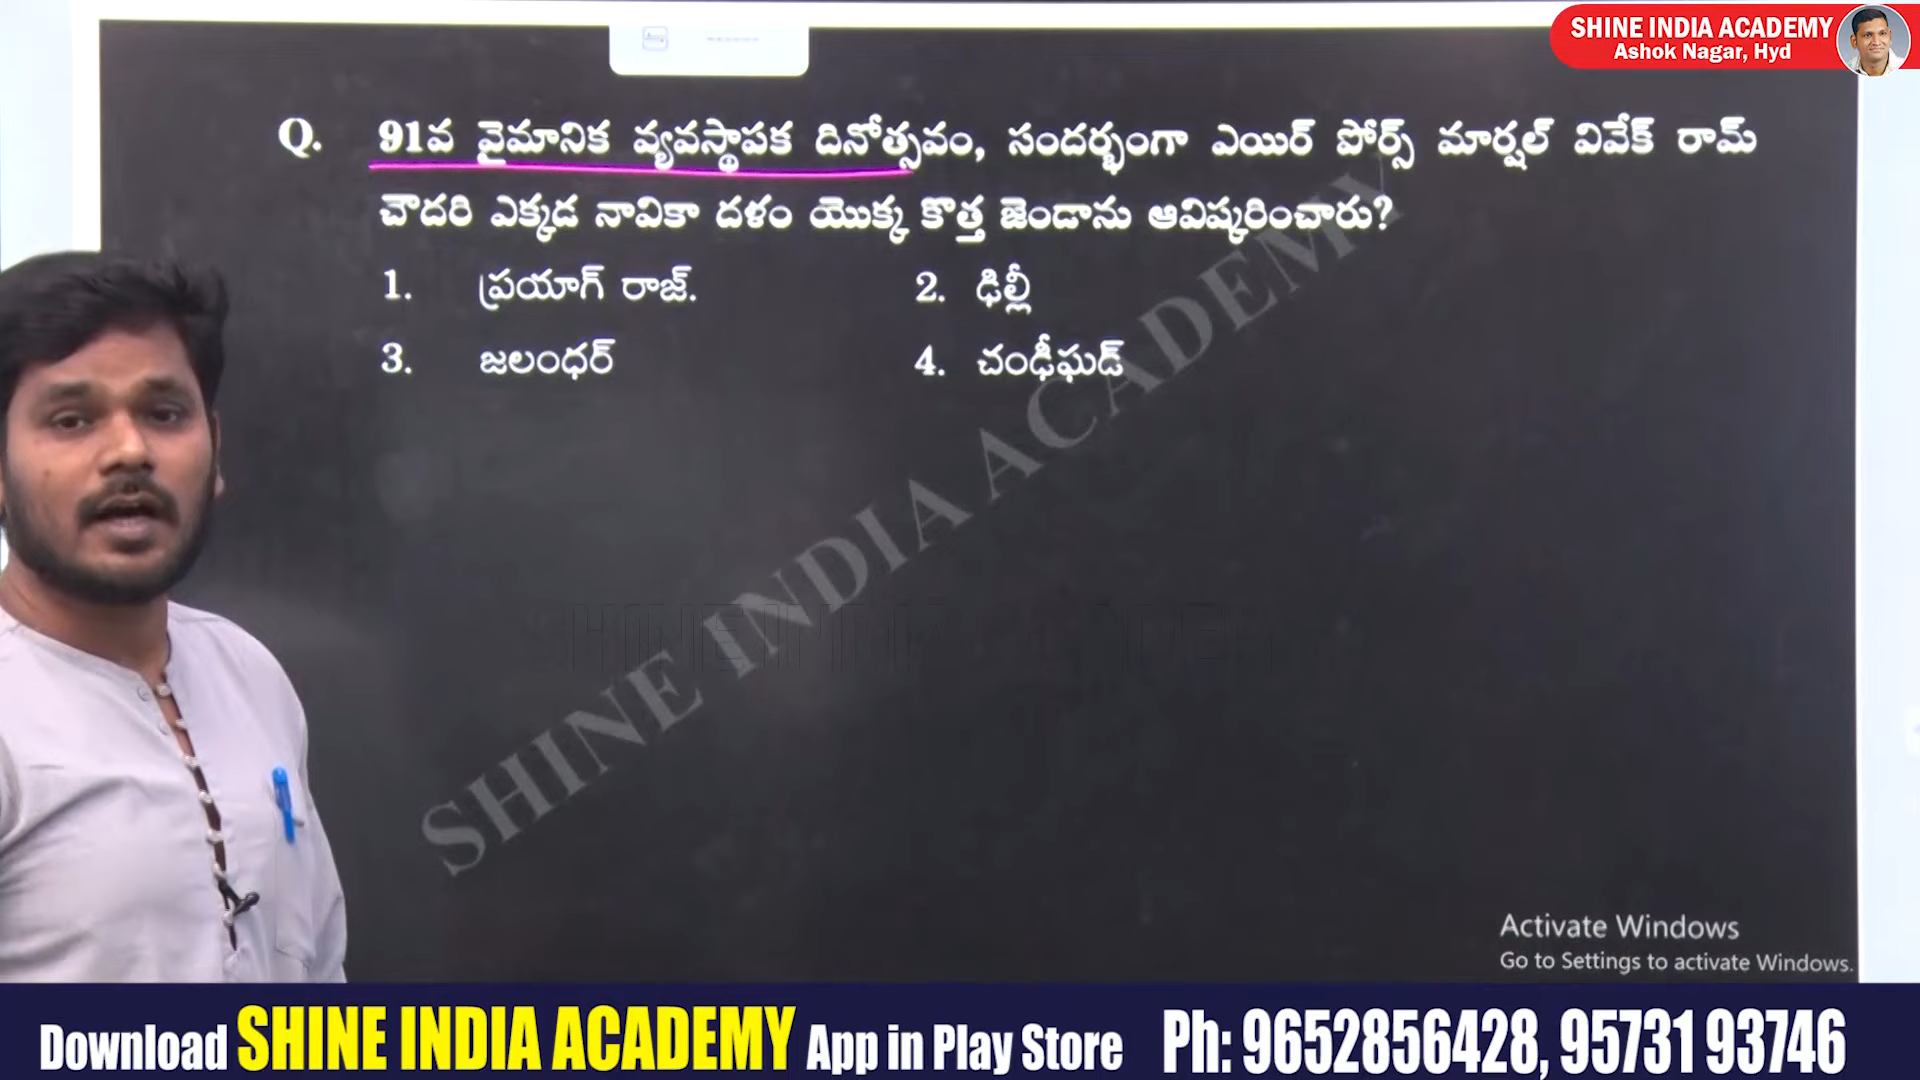 SHINE INDIA ACADEMY
Ashok Nagar, Hyd
Q. 91వ వైమానిక వ్యవస్థాపక దినోత్సవం, సందర్భంగా ఎయిర్ పోర్స్ మార్షల్ వివేక్ రామ్
చౌదరి ఎక్కడ నావికా దళం యొక్క కొత్త జెండాను ఆవిష్కరించారు?
1. ప్రయాగ్ రాజ్. 2. ఢిల్లీ
3. జలంధర్ 4. చండీఘడ్
SHINE INDIA ACADEMY
Activate Windows
Go to Settings to activate Windows.
Download SHINE INDIA ACADEMY App in Play Store Ph: 9652856428, 95731 93746